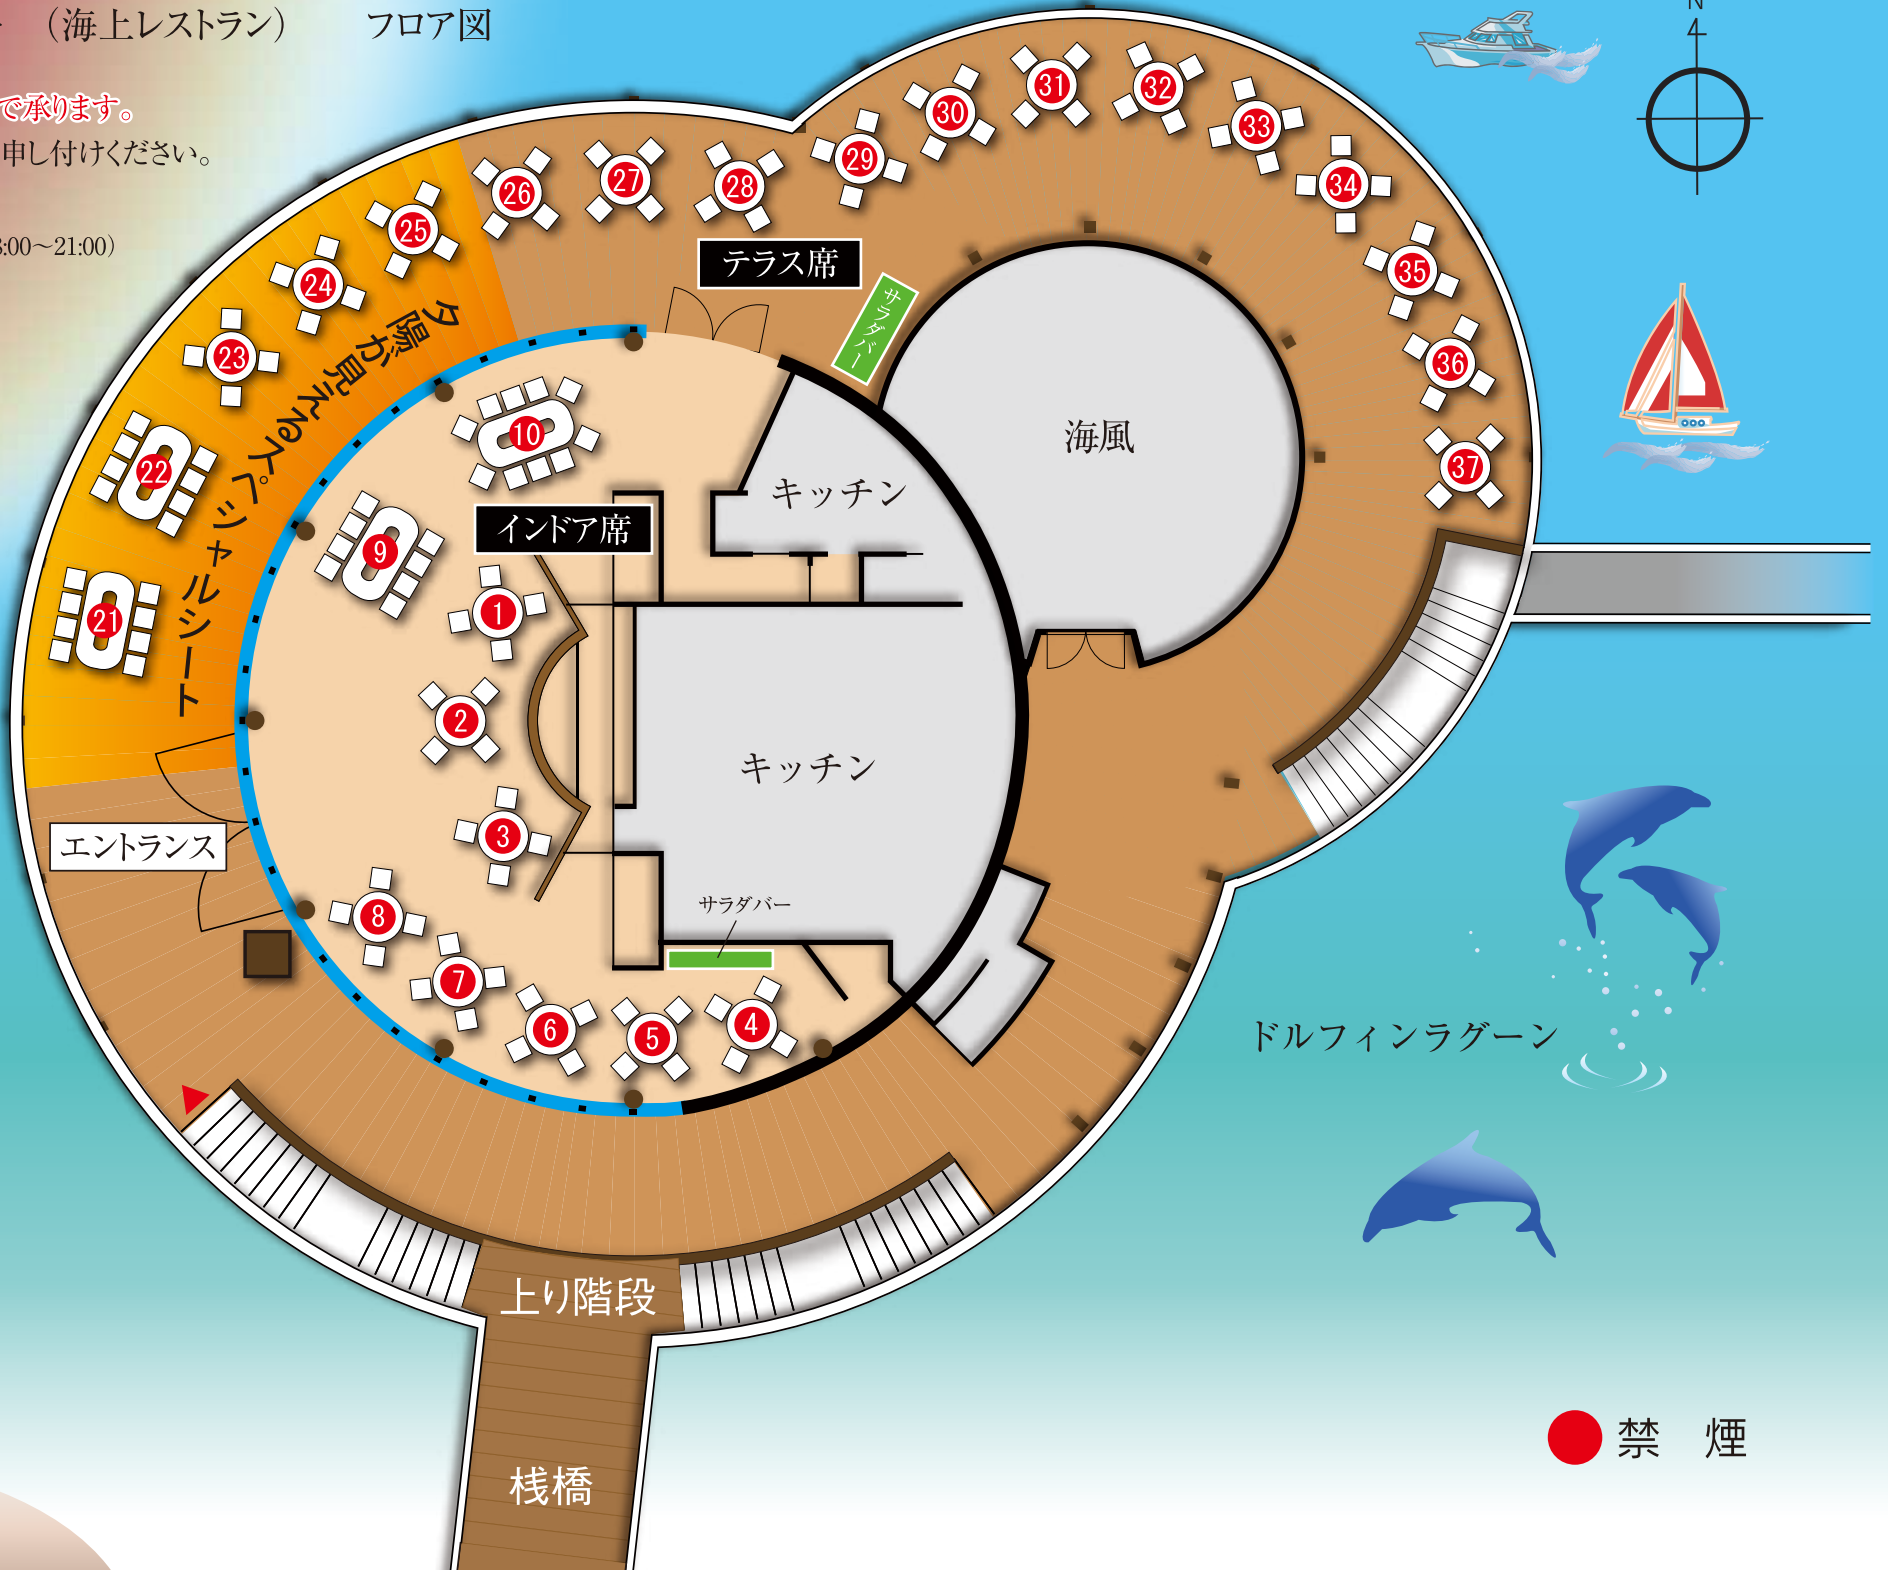 （海上レストラン）　フロア図
で承ります。
申し付けください。
:00～21:00）
N
31
32
30
33
29
34
27
28
26
25
35
24
23
36
37
22
21
夕陽が見えるスペシャルシート
テラス席
サラダバー
海風
10
キッチン
インドア席
9
1
2
キッチン
3
エントランス
サラダバー
8
7
6
5
4
ドルフィンラグーン
上り階段
桟橋
禁　煙